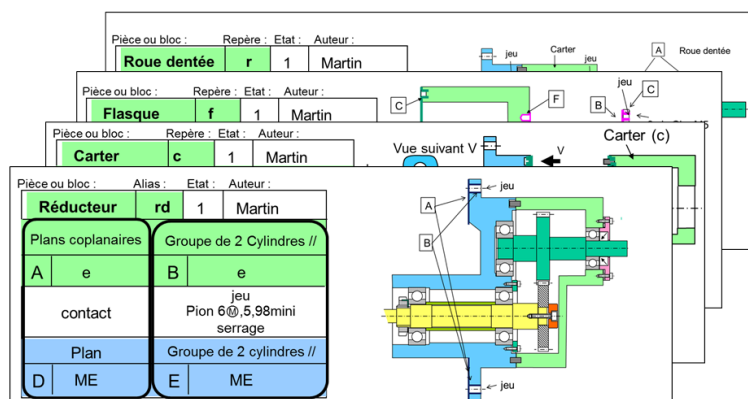 Pièce ou bloc : Repère : Etat : Auteur :
Roue dentée r 1 Martin
jeu Carter jeu A Roue dentée
Pièce ou bloc : Repère : Etat : Auteur :
Flasque f 1 Martin
C F B jeu C
Pièce ou bloc : Repère : Etat : Auteur :
Carter c 1 Martin
Vue suivant V V Carter (c)
Pièce ou bloc : Alias : Etat : Auteur :
Réducteur rd 1 Martin
Plans coplanaires Groupe de 2 Cylindres //
A e B e
contact
jeu
Pion 6Ⓜ,5,98mini
serrage
Plan Groupe de 2 cylindres //
D ME E ME
jeu
A
B
jeu